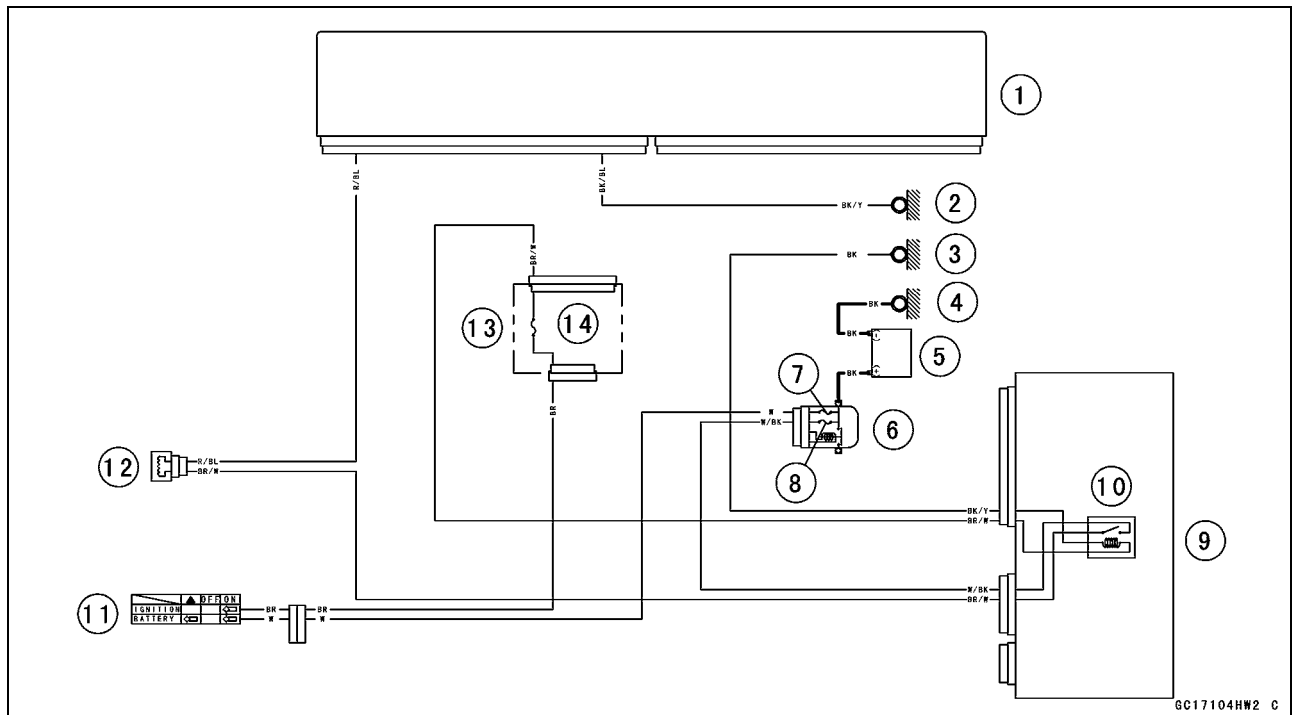 1
R/BL
BK/BL
BK/Y
2
BK
3
BR/W
BK
4
13
14
BK
(-)
5
BK
(+)
7
BR
W
W/BK
6
12
R/BL
BR/W
8
10
BK/Y
BR/W
9
W/BK
BR/W
11
▲ OFF ON
IGNITION
BATTERY
BR BR
W W
GC17104HW2 C